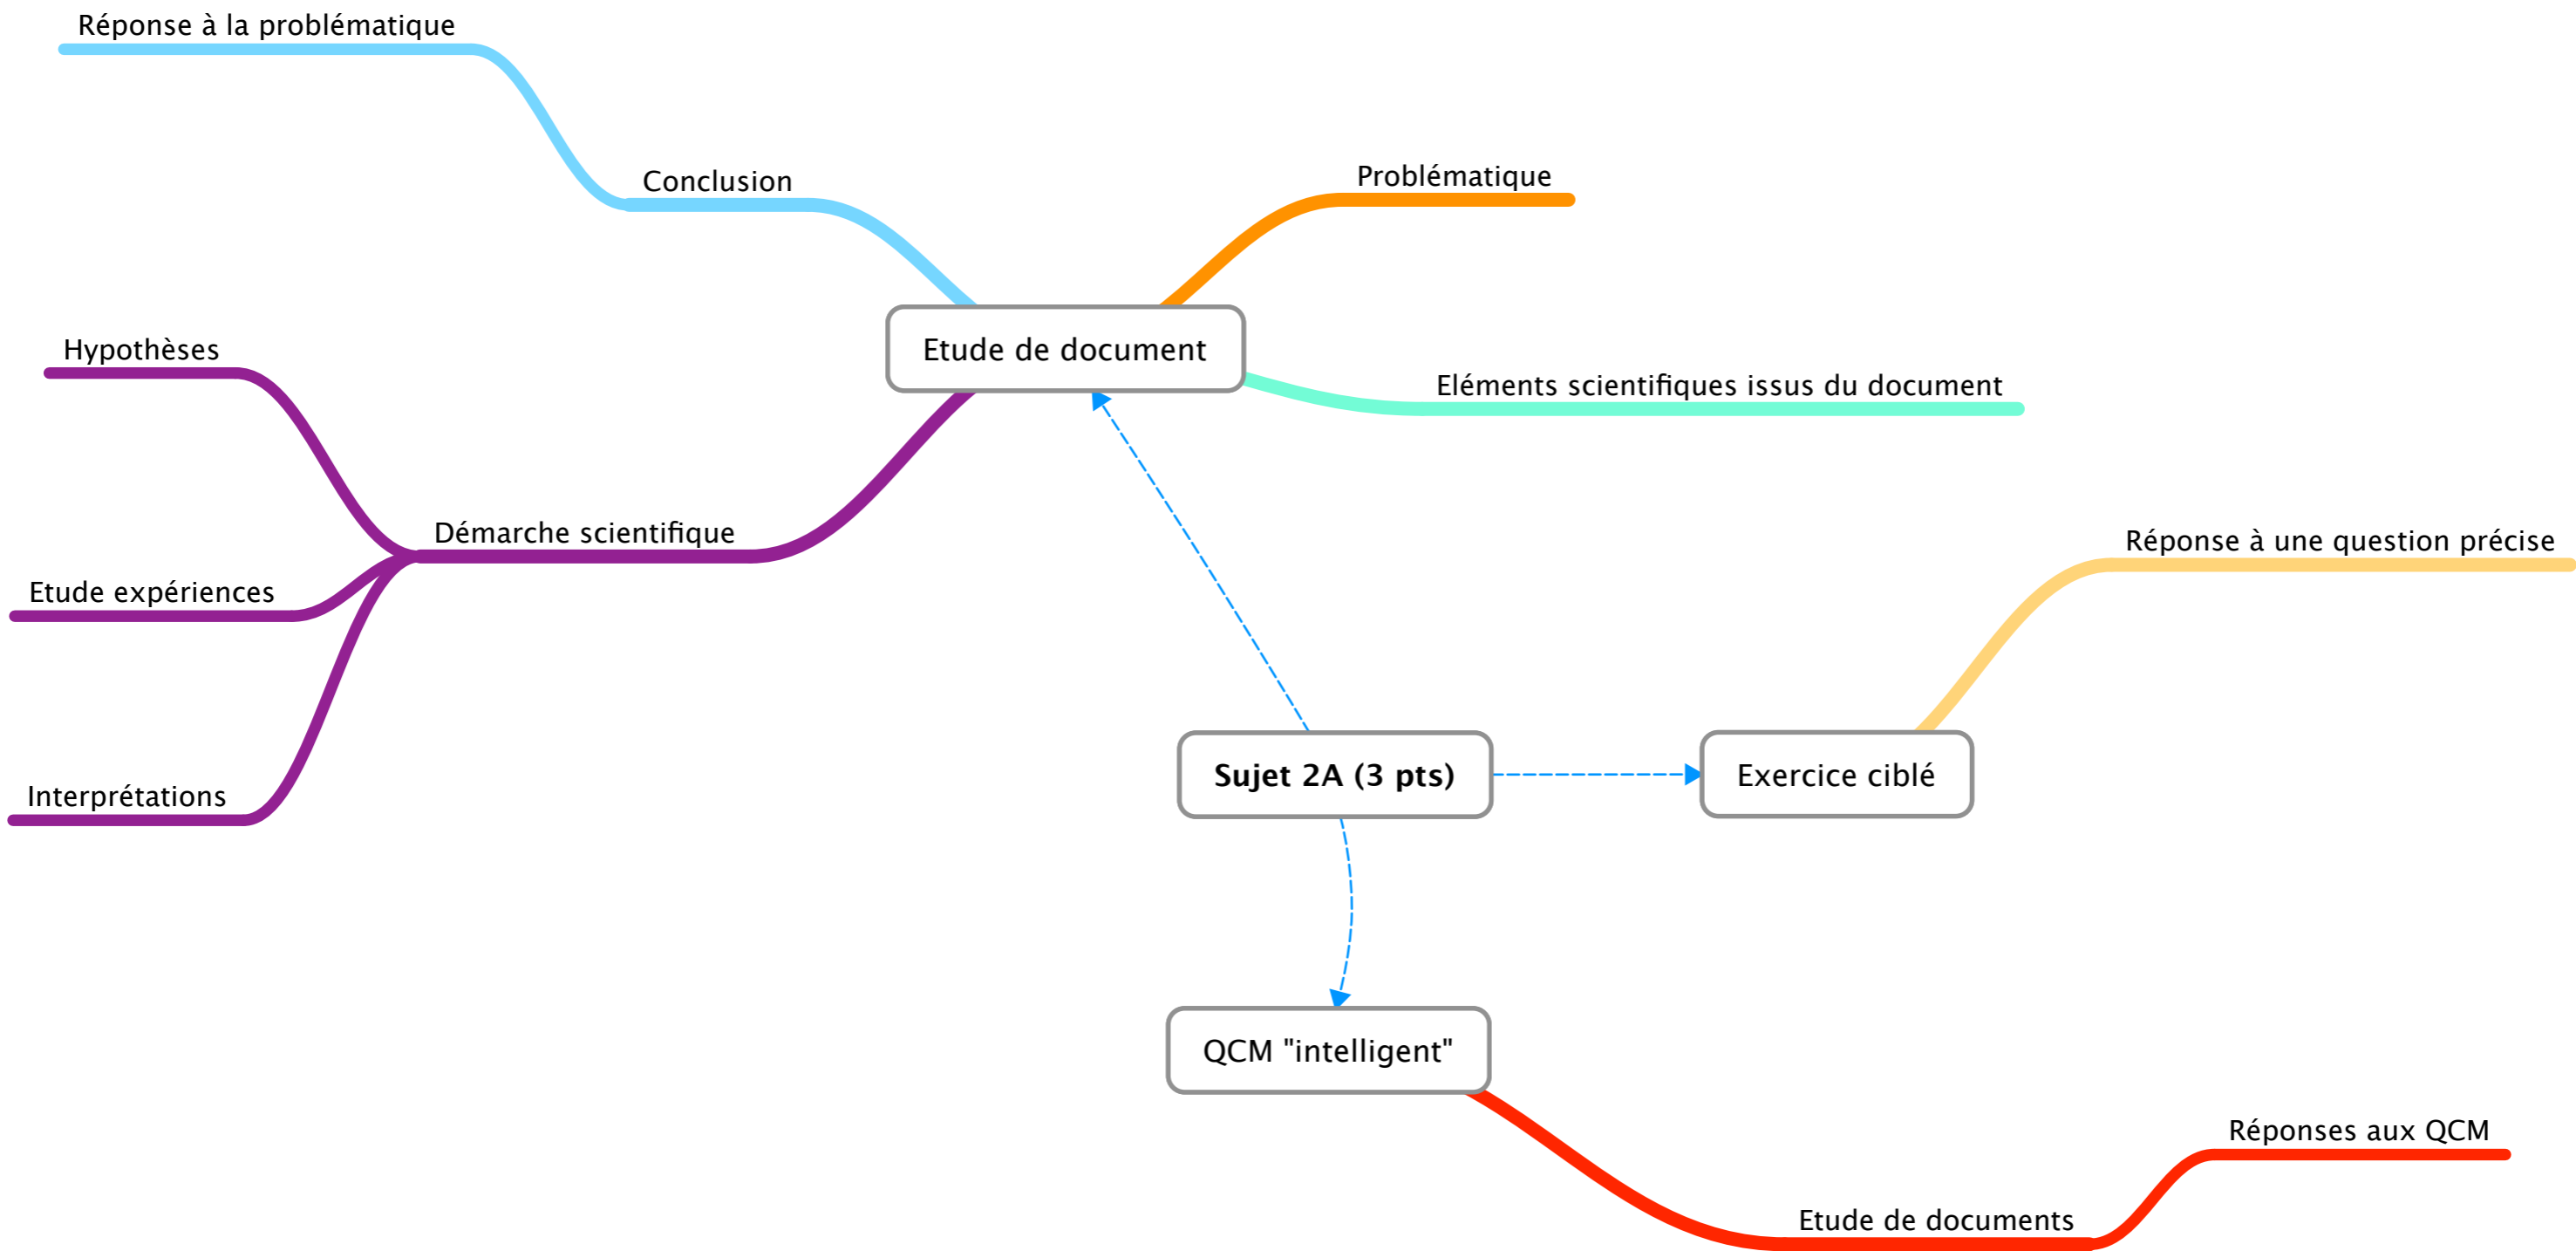 Réponse à la problématique
Conclusion
Problématique
Etude de document
Eléments scientifiques issus du document
Hypothèses
Démarche scientifique
Etude expériences
Interprétations
Réponse à une question précise
Sujet 2A (3 pts)
Exercice ciblé
QCM "intelligent"
Réponses aux QCM
Etude de documents